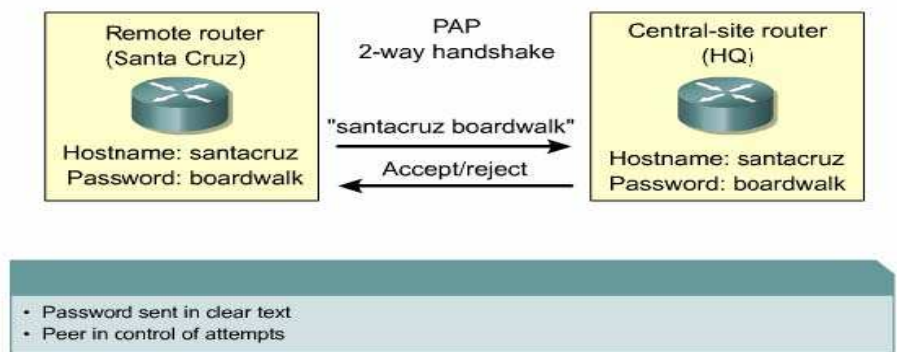 Remote router
(Santa Cruz)
Hostname: santacruz
Password: boardwalk
PAP
2-way handshake
"santacruz boardwalk"
Accept/reject
Central-site router
(HQ)
Hostname: santacruz
Password: boardwalk
• Password sent in clear text
• Peer in control of attempts